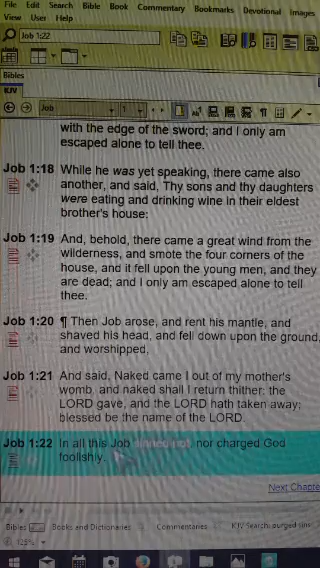 File Edit Search Bible Book Commentary Bookmarks Devotional Images
View User Help
Job 1:22
Bibles
KJV
Job 1
with the edge of the sword; and I only am
escaped alone to tell thee.
Job 1:18 While he was yet speaking, there came also
another, and said, Thy sons and thy daughters
were eating and drinking wine in their eldest
brother's house:
Job 1:19 And, behold, there came a great wind from the
wilderness, and smote the four corners of the
house, and it fell upon the young men, and they
are dead; and I only am escaped alone to tell
thee.
Job 1:20 ¶ Then Job arose, and rent his mantle, and
shaved his head, and fell down upon the ground,
and worshipped,
Job 1:21 And said, Naked came I out of my mother's
womb, and naked shall I return thither: the
LORD gave, and the LORD hath taken away;
blessed be the name of the LORD.
Job 1:22 In all this Job sinned not, nor charged God
foolishly.
Next Chapte
Bibles Books and Dictionaries Commentaries KJV Search: purged sins
125%